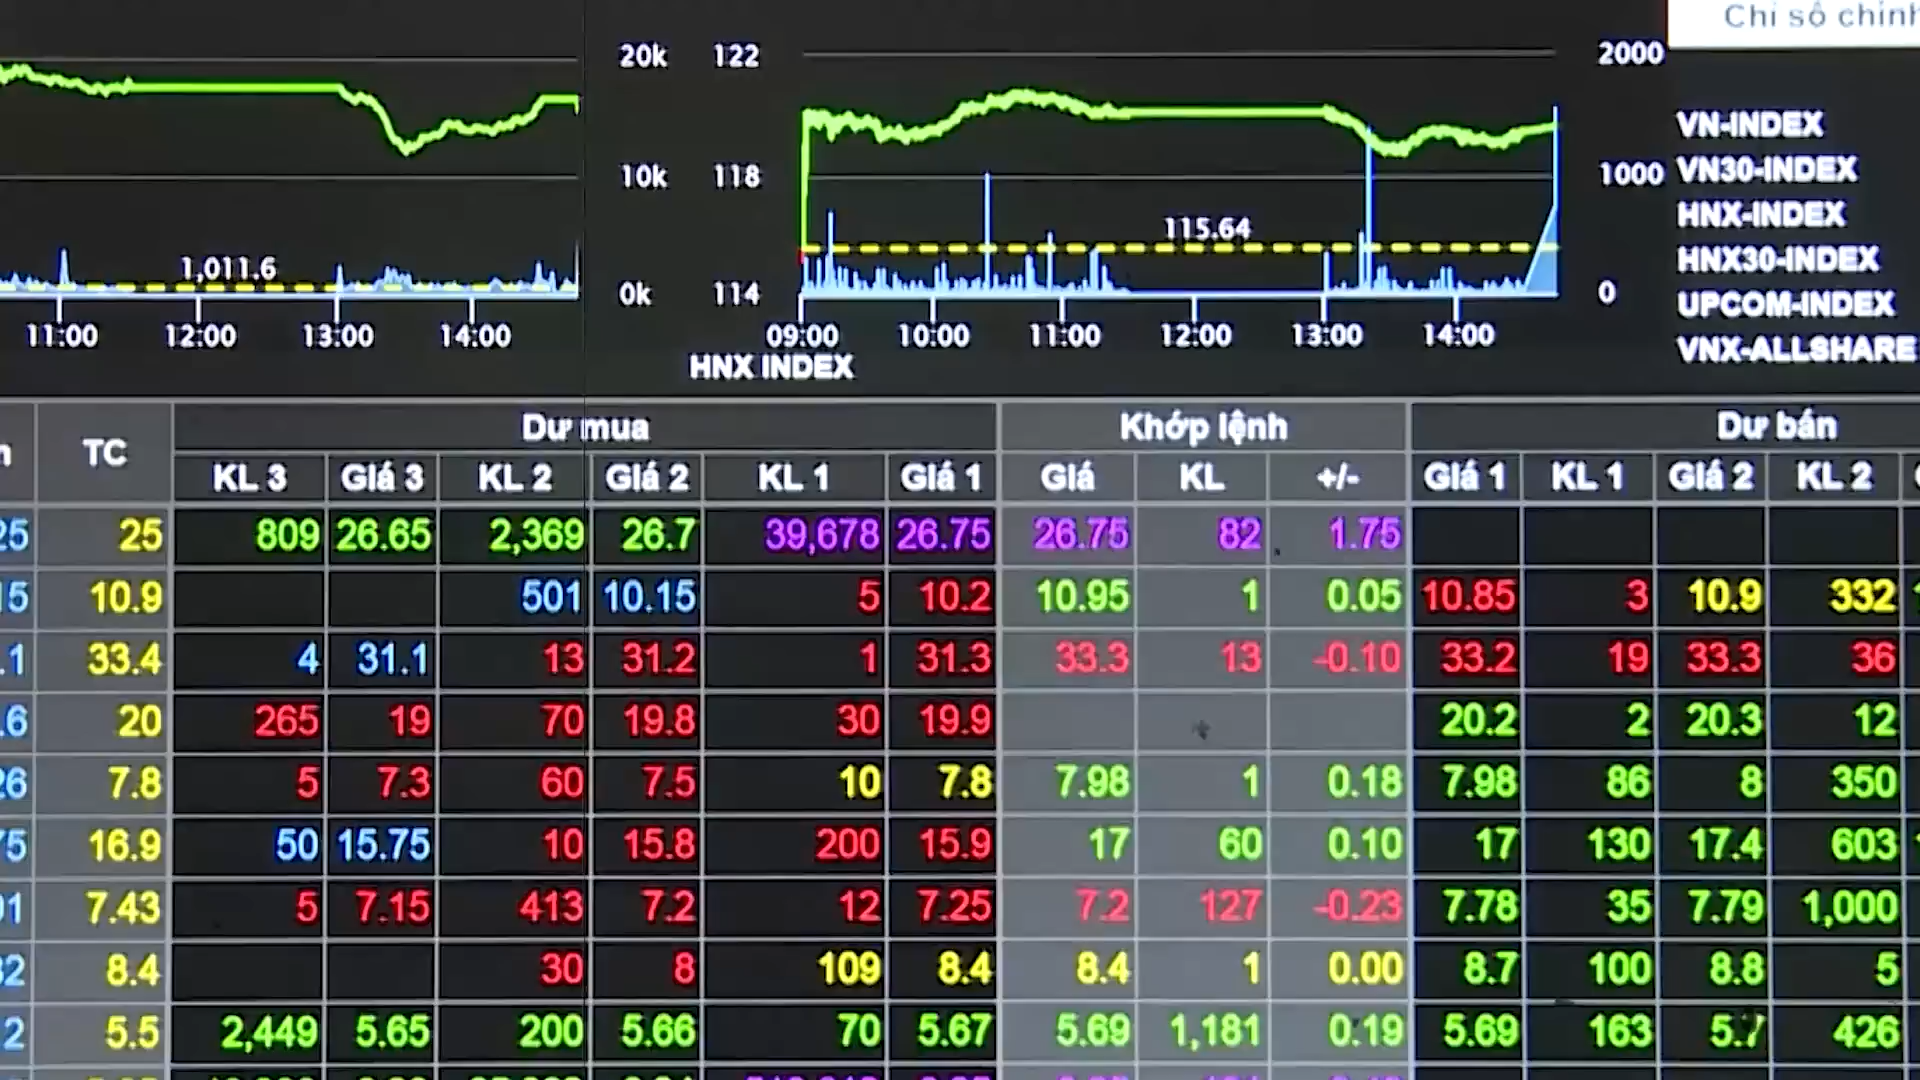 Chỉ số chính
20k 122 2000
VN-INDEX
10k 118 1000 VN30-INDEX
115.64 HNX-INDEX
1,011.6 HNX30-INDEX
0k 114 0 UPCOM-INDEX
11:00 12:00 13:00 14:00 09:00 10:00 11:00 12:00 13:00 14:00 VNX-ALLSHARE
HNX INDEX
TC Dư mua Khớp lệnh Dư bán
KL 3 Giá 3 KL 2 Giá 2 KL 1 Giá 1 Giá KL +/- Giá 1 KL 1 Giá 2 KL 2
25 25 809 26.65 2,369 26.7 39,678 26.75 26.75 82 1.75
15 10.9 501 10.15 5 10.2 10.95 1 0.05 10.85 3 10.9 332
.1 33.4 4 31.1 13 31.2 1 31.3 33.3 13 -0.10 33.2 19 33.3 36
.6 20 265 19 70 19.8 30 19.9 20.2 2 20.3 12
26 7.8 5 7.3 60 7.5 10 7.8 7.98 1 0.18 7.98 86 8 350
75 16.9 50 15.75 10 15.8 200 15.9 17 60 0.10 17 130 17.4 603
91 7.43 5 7.15 413 7.2 12 7.25 7.2 127 -0.23 7.78 35 7.79 1,000
82 8.4 30 8 109 8.4 8.4 1 0.00 8.7 100 8.8 5
2 5.5 2,449 5.65 200 5.66 70 5.67 5.69 1,181 0.19 5.69 163 5.7 426